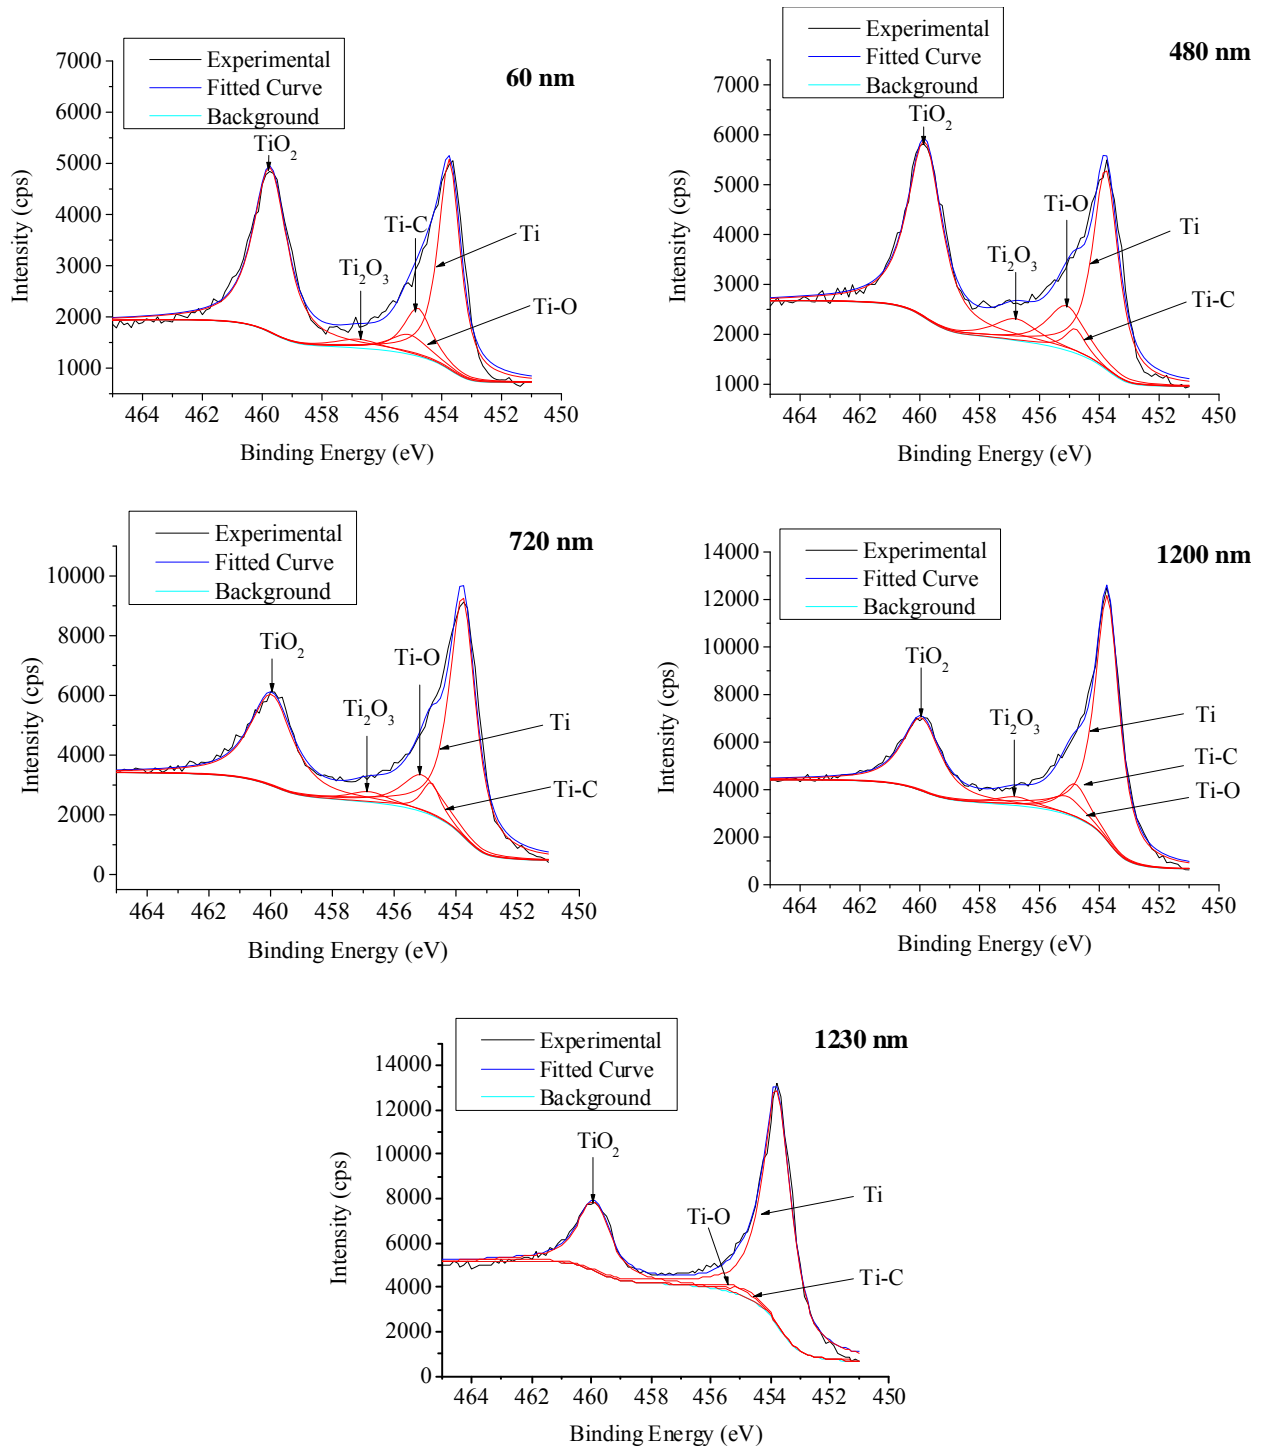 60 nm
Experimental
Fitted Curve
Background
7000
6000
5000
4000
3000
2000
1000
Intensity (cps)
TiO2
Ti2O3
Ti-C
Ti
Ti-O
464 462 460 458 456 454 452 450
Binding Energy (eV)
480 nm
Experimental
Fitted Curve
Background
7000
6000
5000
4000
3000
2000
1000
Intensity (cps)
TiO2
Ti2O3
Ti-O
Ti
Ti-C
464 462 460 458 456 454 452 450
Binding Energy (eV)
720 nm
Experimental
Fitted Curve
Background
10000
8000
6000
4000
2000
0
Intensity (cps)
TiO2
Ti2O3
Ti-O
Ti
Ti-C
464 462 460 458 456 454 452 450
Binding Energy (eV)
1200 nm
Experimental
Fitted Curve
Background
14000
12000
10000
8000
6000
4000
2000
0
Intensity (cps)
TiO2
Ti2O3
Ti
Ti-C
Ti-O
464 462 460 458 456 454 452 450
Binding Energy (eV)
1230 nm
Experimental
Fitted Curve
Background
14000
12000
10000
8000
6000
4000
2000
0
Intensity (cps)
TiO2
Ti-O
Ti
Ti-C
464 462 460 458 456 454 452 450
Binding Energy (eV)